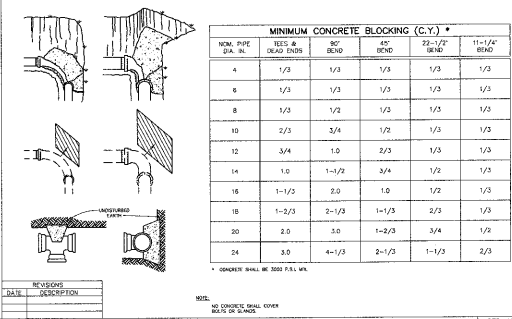 MINIMUM CONCRETE BLOCKING (C.Y.) *
NOM. PIPE DIA. IN. TEES & DEAD ENDS 90° BEND 45° BEND 22-1/2° BEND 11-1/4° BEND
4 1/3 1/3 1/3 1/3 1/3
6 1/3 1/3 1/3 1/3 1/3
8 1/3 1/2 1/3 1/3 1/3
10 2/3 3/4 1/2 1/3 1/3
12 3/4 1.0 2/3 1/3 1/3
14 1.0 1-1/2 3/4 1/2 1/3
16 1-1/3 2.0 1.0 1/2 1/3
18 1-2/3 2-1/3 1-1/3 2/3 1/3
20 2.0 3.0 1-2/3 3/4 1/2
24 3.0 4-1/3 2-1/3 1-1/3 2/3
* CONCRETE SHALL BE 3000 P.S.I. MIN.
UNDISTURBED
EARTH
REVISIONS
DATE DESCRIPTION
NOTE:
NO CONCRETE SHALL COVER
BOLTS OR GLANDS.